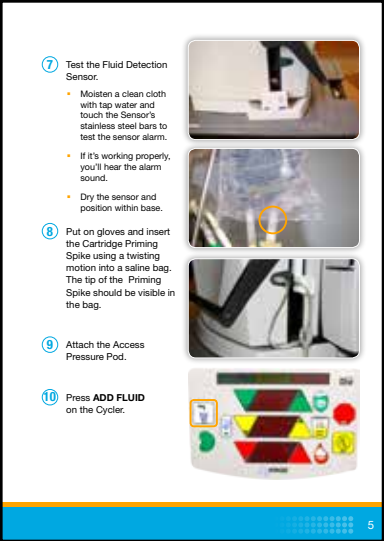 7 Test the Fluid Detection
Sensor.
• Moisten a clean cloth
with tap water and
touch the Sensor's
stainless steel bars to
test the sensor alarm.
• If it's working properly,
you'll hear the alarm
sound.
• Dry the sensor and
position within base.
8 Put on gloves and insert
the Cartridge Priming
Spike using a twisting
motion into a saline bag.
The tip of the Priming
Spike should be visible in
the bag.
9 Attach the Access
Pressure Pod.
10 Press ADD FLUID
on the Cycler.
5